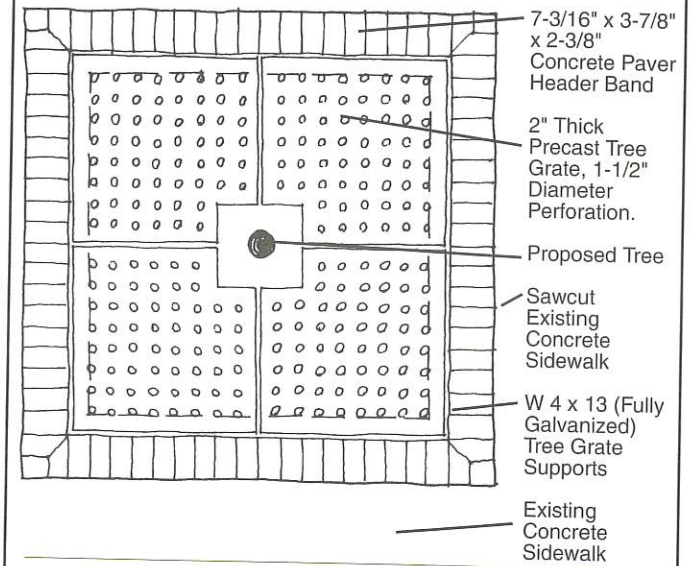 7-3/16" x 3-7/8"
x 2-3/8"
Concrete Paver
Header Band
2" Thick
Precast Tree
Grate, 1-1/2"
Diameter
Perforation.
Proposed Tree
Sawcut
Existing
Concrete
Sidewalk
W 4 x 13 (Fully
Galvanized)
Tree Grate
Supports
Existing
Concrete
Sidewalk